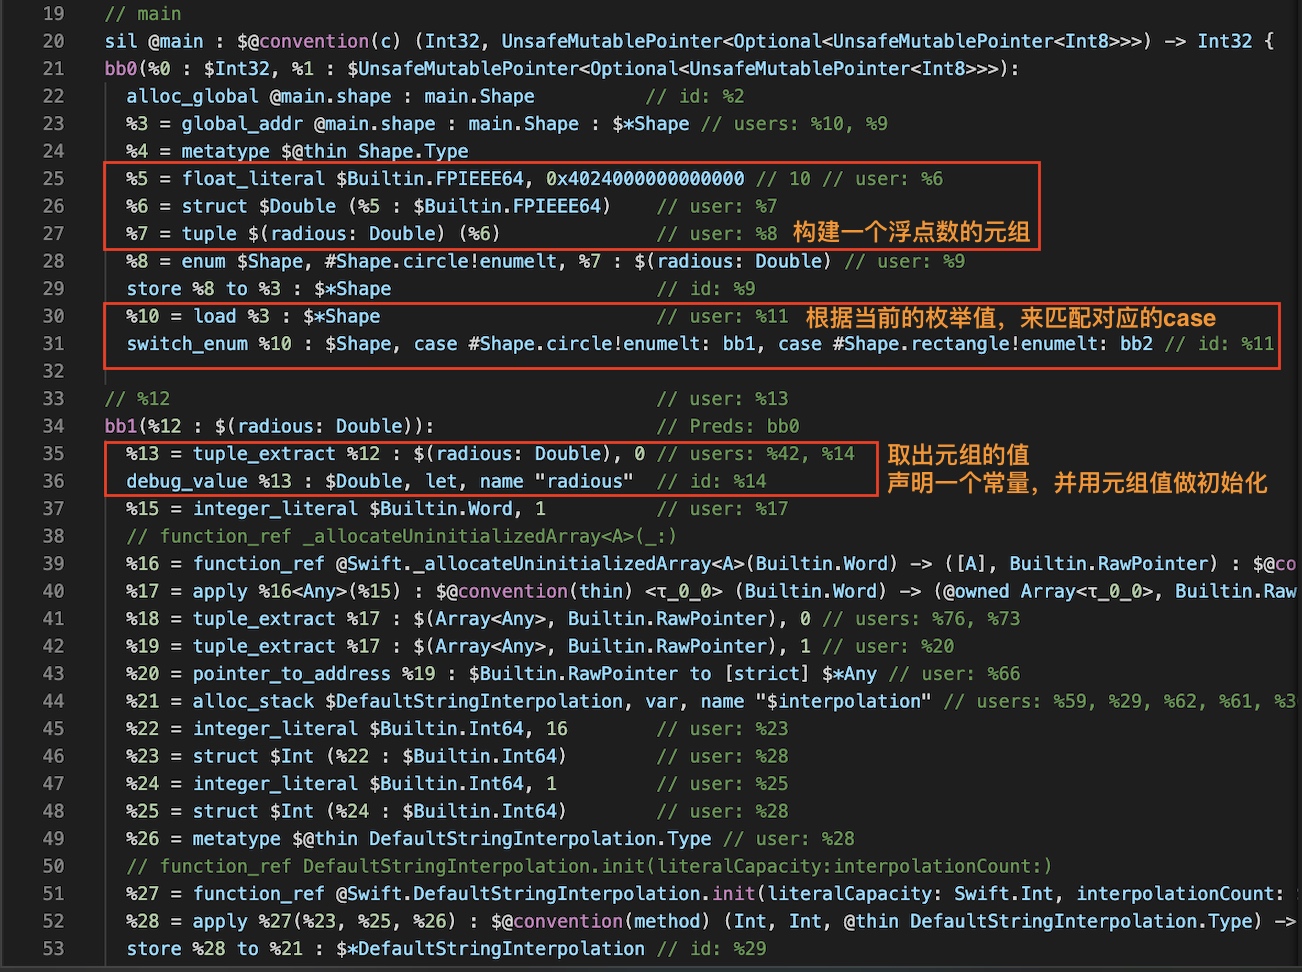 19 // main
20 sil @main : $@convention(c) (Int32, UnsafeMutablePointer<Optional<UnsafeMutablePointer<Int8>>>) -> Int32 {
21 bb0(%0 : $Int32, %1 : $UnsafeMutablePointer<Optional<UnsafeMutablePointer<Int8>>>):
22 alloc_global @main.shape : main.Shape // id: %2
23 %3 = global_addr @main.shape : main.Shape : $*Shape // users: %10, %9
24 %4 = metatype $@thin Shape.Type
25 %5 = float_literal $Builtin.FPIEEE64, 0x4024000000000000 // 10 // user: %6
26 %6 = struct $Double (%5 : $Builtin.FPIEEE64) // user: %7
27 %7 = tuple $(radious: Double) (%6) // user: %8 构建一个浮点数的元组
28 %8 = enum $Shape, #Shape.circle!enumelt, %7 : $(radious: Double) // user: %9
29 store %8 to %3 : $*Shape // id: %9
30 %10 = load %3 : $*Shape // user: %11 根据当前的枚举值，来匹配对应的case
31 switch_enum %10 : $Shape, case #Shape.circle!enumelt: bb1, case #Shape.rectangle!enumelt: bb2 // id: %11
32
33 // %12 // user: %13
34 bb1(%12 : $(radious: Double)): // Preds: bb0
35 %13 = tuple_extract %12 : $(radious: Double), 0 // users: %42, %14 取出元组的值
36 debug_value %13 : $Double, let, name "radious" // id: %14 声明一个常量，并用元组值做初始化
37 %15 = integer_literal $Builtin.Word, 1 // user: %17
38 // function_ref _allocateUninitializedArray<A>(_:)
39 %16 = function_ref @Swift._allocateUninitializedArray<A>(Builtin.Word) -> ([A], Builtin.RawPointer) : $@co
40 %17 = apply %16<Any>(%15) : $@convention(thin) <τ_0_0> (Builtin.Word) -> (@owned Array<τ_0_0>, Builtin.Raw
41 %18 = tuple_extract %17 : $(Array<Any>, Builtin.RawPointer), 0 // users: %76, %73
42 %19 = tuple_extract %17 : $(Array<Any>, Builtin.RawPointer), 1 // user: %20
43 %20 = pointer_to_address %19 : $Builtin.RawPointer to [strict] $*Any // user: %66
44 %21 = alloc_stack $DefaultStringInterpolation, var, name "$interpolation" // users: %59, %29, %62, %61, %3
45 %22 = integer_literal $Builtin.Int64, 16 // user: %23
46 %23 = struct $Int (%22 : $Builtin.Int64) // user: %28
47 %24 = integer_literal $Builtin.Int64, 1 // user: %25
48 %25 = struct $Int (%24 : $Builtin.Int64) // user: %28
49 %26 = metatype $@thin DefaultStringInterpolation.Type // user: %28
50 // function_ref DefaultStringInterpolation.init(literalCapacity:interpolationCount:)
51 %27 = function_ref @Swift.DefaultStringInterpolation.init(literalCapacity: Swift.Int, interpolationCount:
52 %28 = apply %27(%23, %25, %26) : $@convention(method) (Int, Int, @thin DefaultStringInterpolation.Type) ->
53 store %28 to %21 : $*DefaultStringInterpolation // id: %29